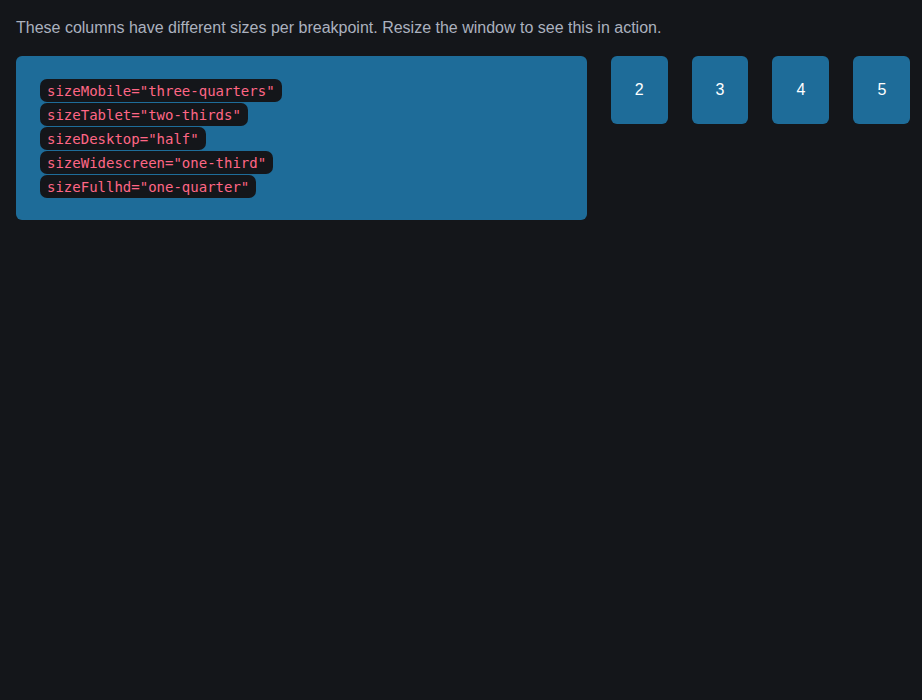 These columns have different sizes per breakpoint. Resize the window to see this in action.
sizeMobile="three-quarters"
sizeTablet="two-thirds"
sizeDesktop="half"
sizeWidescreen="one-third"
sizeFullhd="one-quarter"
2
3
4
5